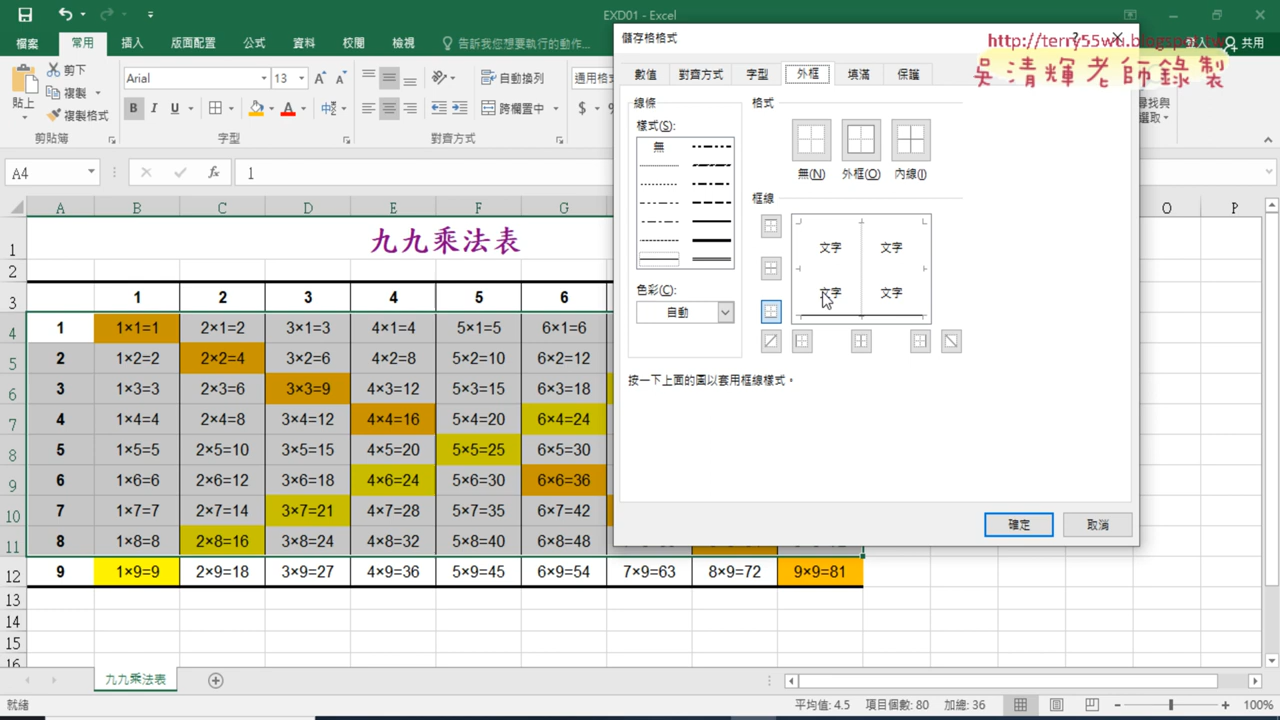 EXD01 - Excel
http://terry55wu.blogspot.tw
吳清輝老師錄製
檔案 常用 插入 版面配置 公式 資料 校閱 檢視 告訴我您想要執行的動作... 共用
貼上 剪下 複製 複製格式
Arial 13
B I U
自動換列
跨欄置中
通用格式
$ %
尋找與
選取
剪貼簿 字型 對齊方式
A4 fx 1
A B C D E F G O P
1 九九乘法表
2
3 1 2 3 4 5 6
4 1 1×1=1 2×1=2 3×1=3 4×1=4 5×1=5 6×1=6
5 2 1×2=2 2×2=4 3×2=6 4×2=8 5×2=10 6×2=12
6 3 1×3=3 2×3=6 3×3=9 4×3=12 5×3=15 6×3=18
7 4 1×4=4 2×4=8 3×4=12 4×4=16 5×4=20 6×4=24
8 5 1×5=5 2×5=10 3×5=15 4×5=20 5×5=25 6×5=30
9 6 1×6=6 2×6=12 3×6=18 4×6=24 5×6=30 6×6=36
10 7 1×7=7 2×7=14 3×7=21 4×7=28 5×7=35 6×7=42
11 8 1×8=8 2×8=16 3×8=24 4×8=32 5×8=40 6×8=48
12 9 1×9=9 2×9=18 3×9=27 4×9=36 5×9=45 6×9=54 7×9=63 8×9=72 9×9=81
13
14
15
16
儲存格格式
數值 對齊方式 字型 外框 填滿 保護
線條
樣式(S):
無
色彩(C):
自動
格式
無(N) 外框(O) 內線(I)
框線
文字 文字
文字 文字
按一下上面的圖以套用框線樣式。
確定 取消
九九乘法表
就緒 平均值: 4.5 項目個數: 80 加總: 36 100%